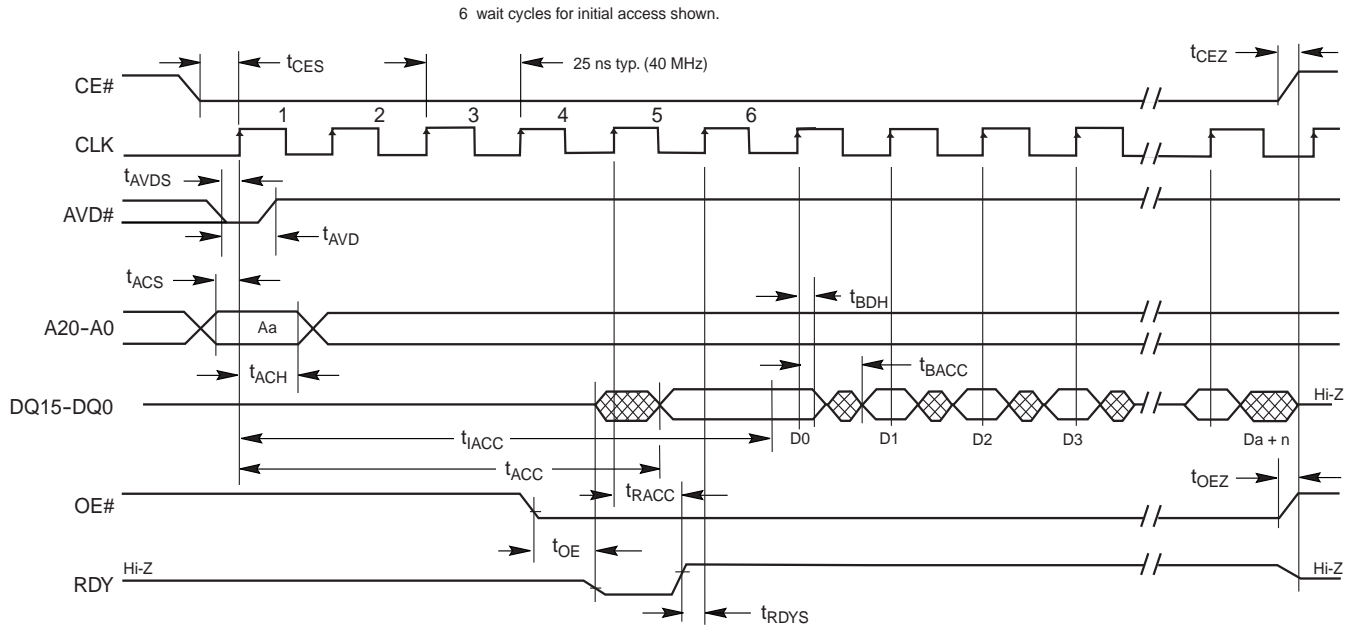 6 wait cycles for initial access shown.
tCES
25 ns typ. (40 MHz)
tCEZ
CE#
1 2 3 4 5 6
CLK
tAVDS
AVD#
tAVD
tACS
tBDH
A20-A0
Aa
tACH
tBACC
DQ15-DQ0
Hi-Z
tIACC
D0 D1 D2 D3 Da + n
tACC
tOEZ
tRACC
OE#
tOE
Hi-Z
Hi-Z
RDY
tRDYS